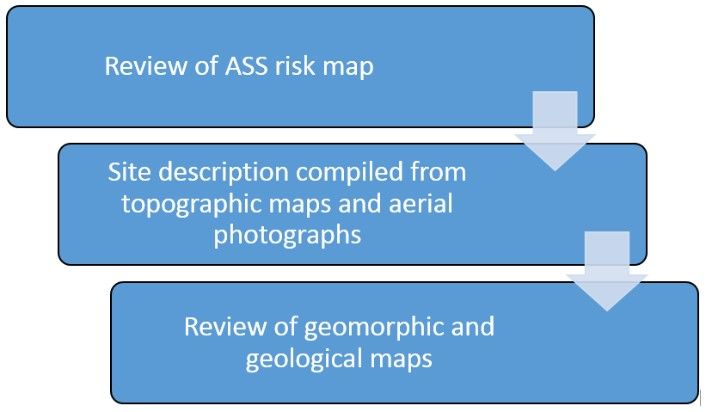 Review of ASS risk map
Site description compiled from
topographic maps and aerial
photographs
Review of geomorphic and
geological maps